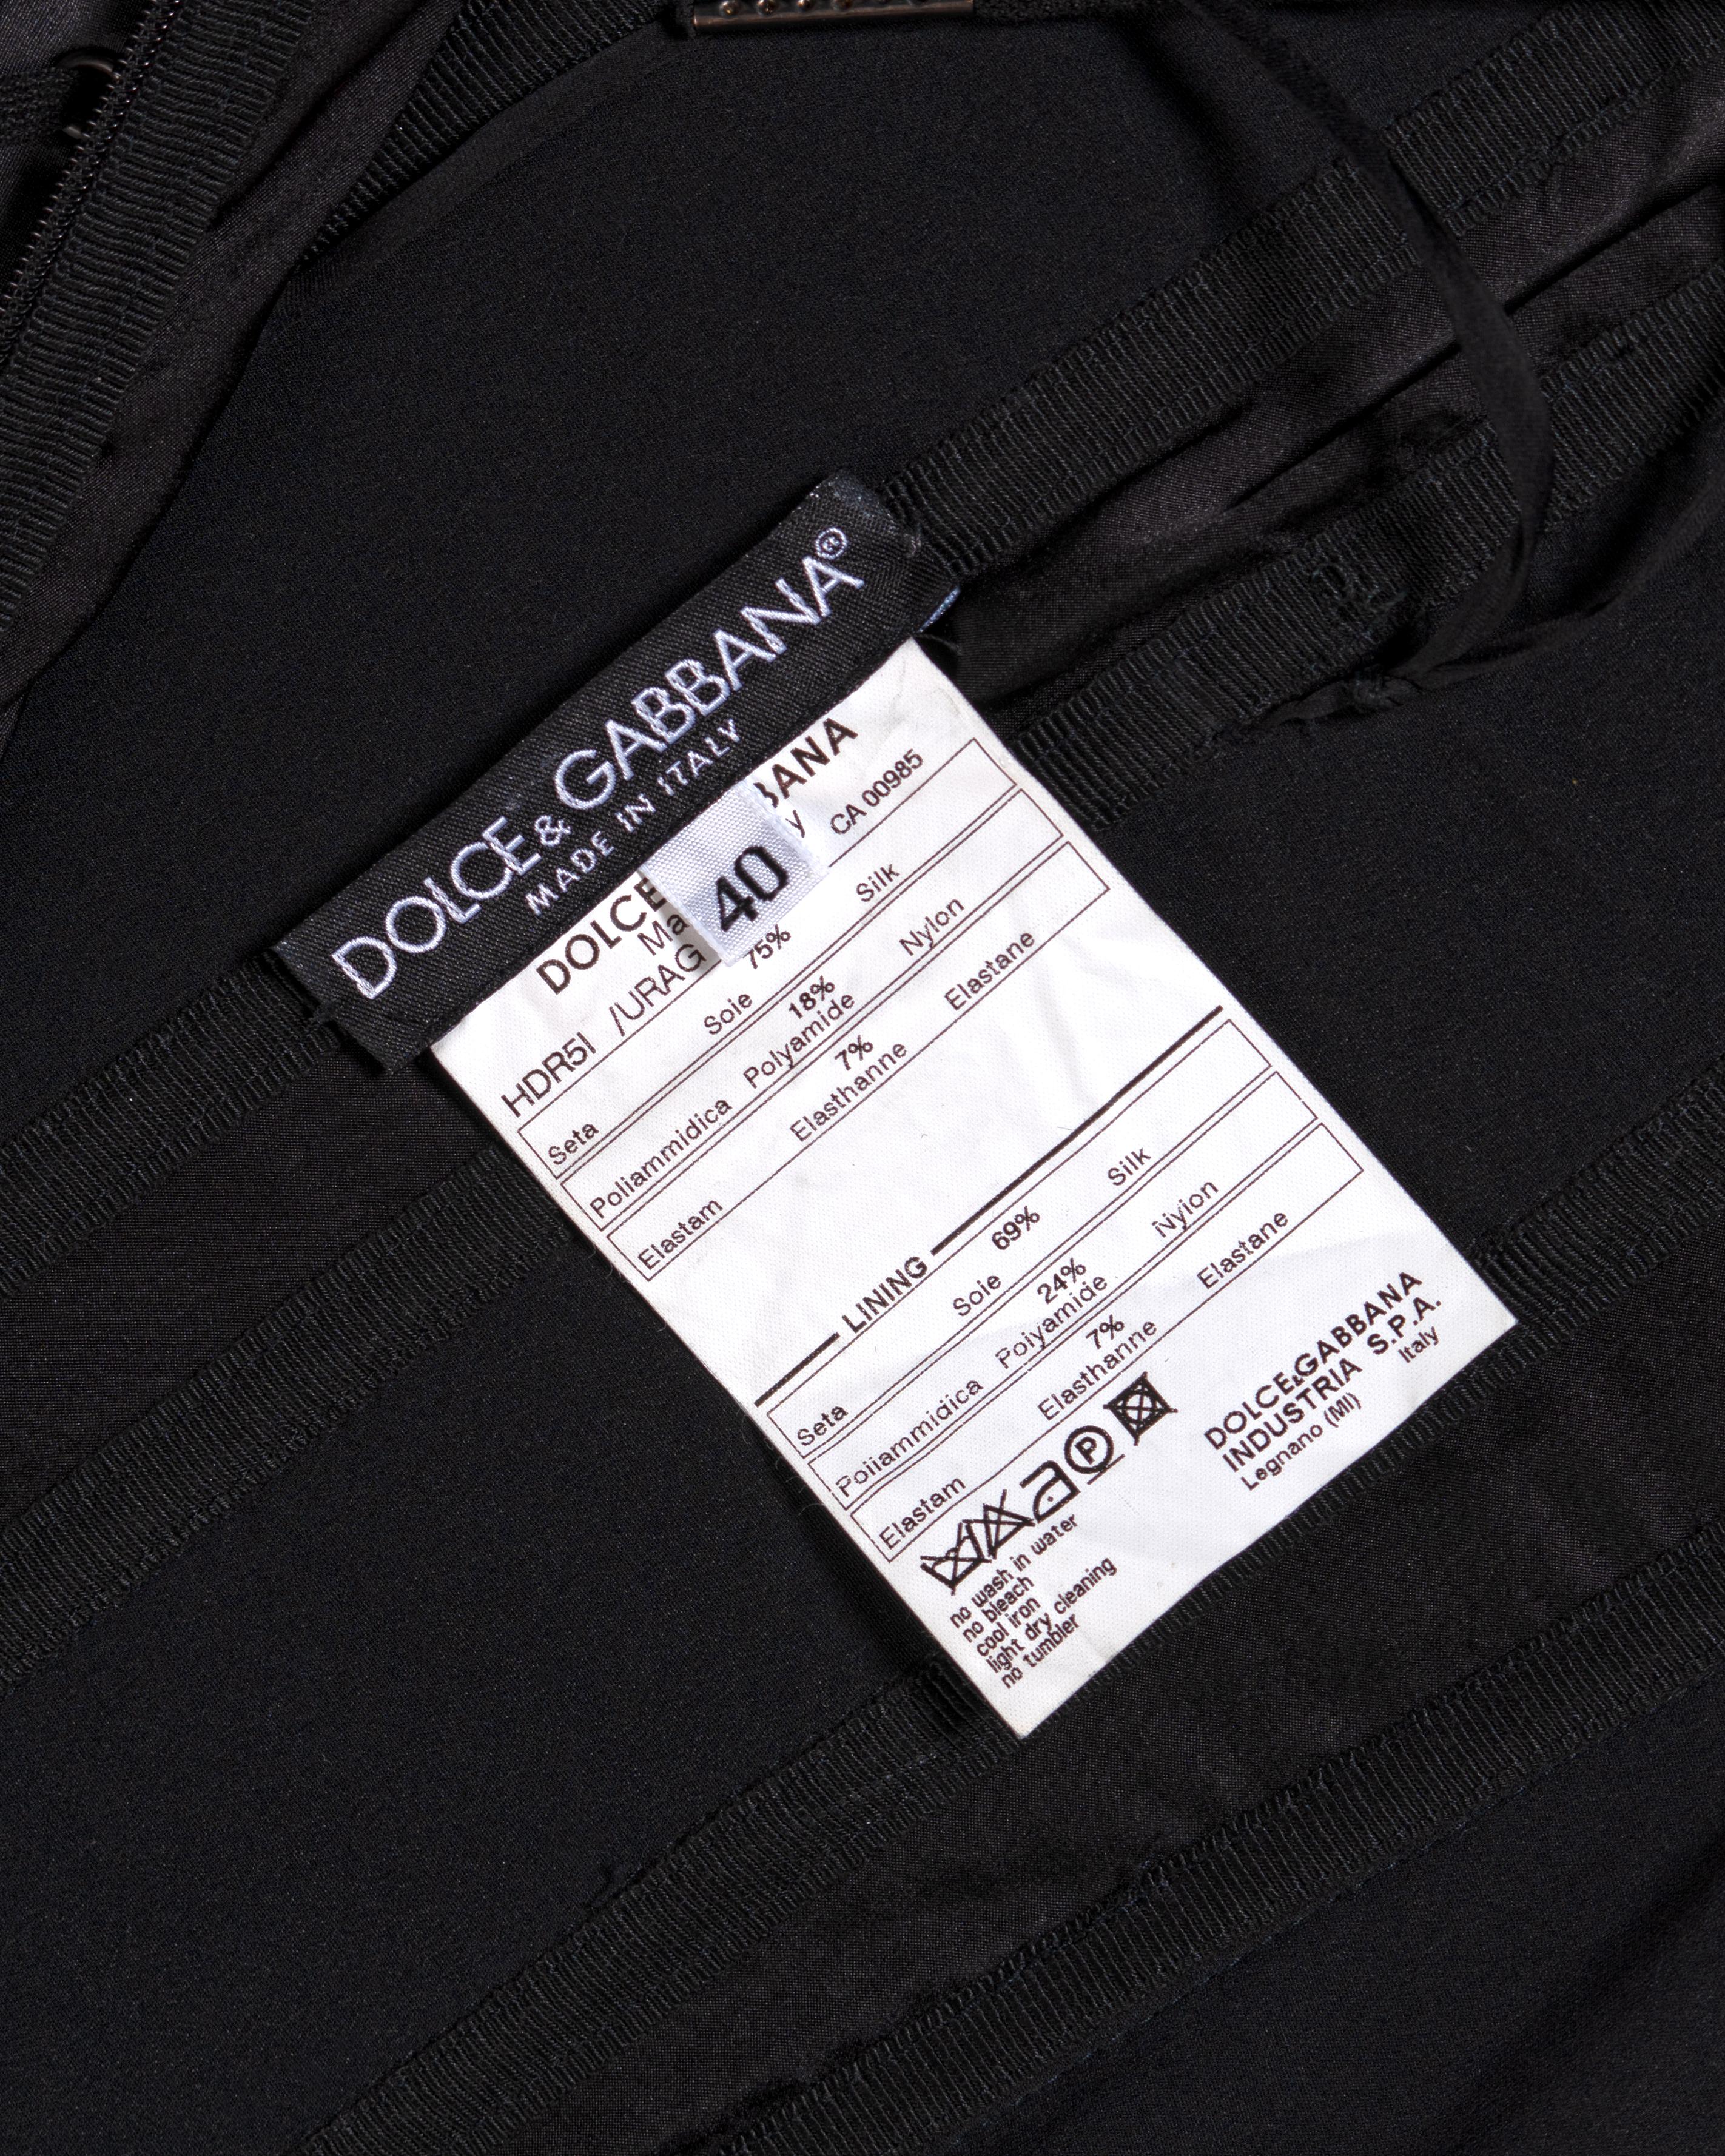 DOLCE&GABBANA®
MADE IN ITALY
40
DOLCE BANA
Ma y
HDR5I /URAG CA 00985
75%
Seta Soie Silk
18%
Poliammidica Polyamide Nylon
7%
Elastam Elasthanne Elastane
LINING
69%
Seta Soie Silk
24%
Poliammidica Polyamide Nylon
7%
Elastam Elasthanne Elastane
P
no wash in water
no bleach
cool iron
light dry cleaning
no tumbler
DOLCE&GABBANA
INDUSTRIA S.P.A.
Legnano (MI) Italy